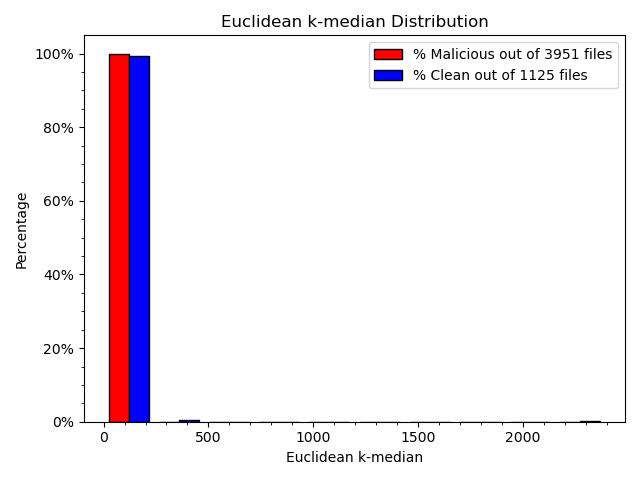 Euclidean k-median Distribution
% Malicious out of 3951 files
% Clean out of 1125 files
Percentage
100%
80%
60%
40%
20%
0%
0 500 1000 1500 2000
Euclidean k-median